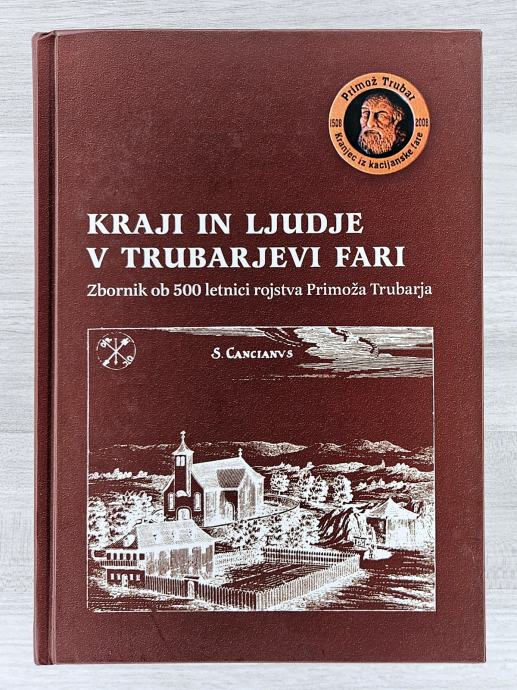 Primož Trubar
1508 2008
Kranjec iz kacijanske fare
KRAJI IN LJUDJE
V TRUBARJEVI FARI
Zbornik ob 500 letnici rojstva Primoža Trubarja
S. CANCIANVS